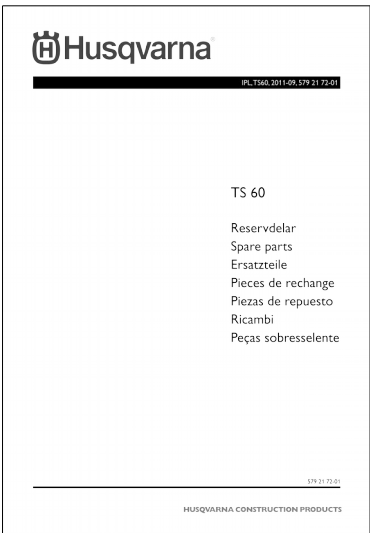 Husqvarna
IPL, TS60, 2011-09, 579 21 72-01
TS 60
Reservdelar
Spare parts
Ersatzteile
Pieces de rechange
Piezas de repuesto
Ricambi
Peças sobresselente
579 21 72-01
HUSQVARNA CONSTRUCTION PRODUCTS